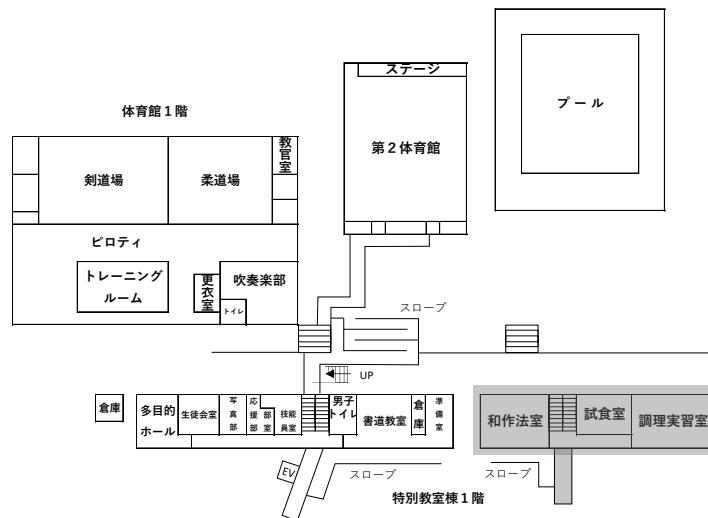 ステージ
プール
体育館１階
教官室
第２体育館
剣道場
柔道場
ピロティ
トレーニング
ルーム
更衣室
吹奏楽部
トイレ
スロープ
UP
倉庫
多目的
ホール
生徒会室
写真部
応援部
部室
技能
員室
男子
トイレ
書道教室
倉庫
準備室
和作法室
試食室
調理実習室
EV
スロープ
スロープ
特別教室棟１階